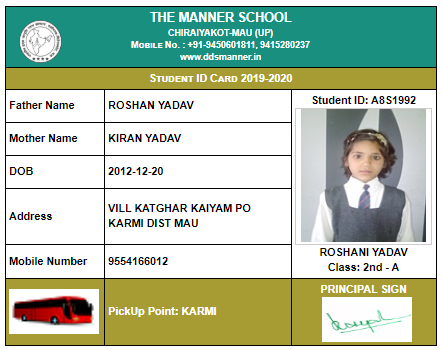 THE MANNER SCHOOL
CHIRAIYAKOT-MAU (UP)
MOBILE NO. : +91-9450601811, 9415280237
www.ddsmanner.in
STUDENT ID CARD 2019-2020
Father Name ROSHAN YADAV
Mother Name KIRAN YADAV
DOB 2012-12-20
Address VILL KATGHAR KAIYAM PO
KARMI DIST MAU
Mobile Number 9554166012
Student ID: A8S1992
ROSHANI YADAV
Class: 2nd - A
PickUp Point: KARMI
PRINCIPAL SIGN